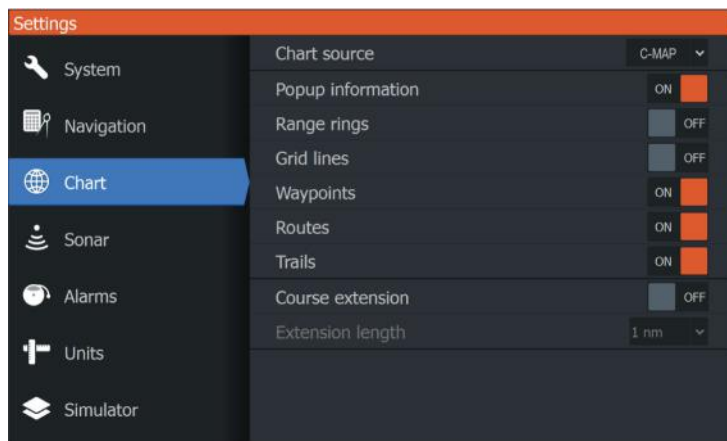 Settings
System
Navigation
Chart
Sonar
Alarms
Units
Simulator
Chart source C-MAP
Popup information ON
Range rings OFF
Grid lines OFF
Waypoints ON
Routes ON
Trails ON
Course extension OFF
Extension length 1 nm